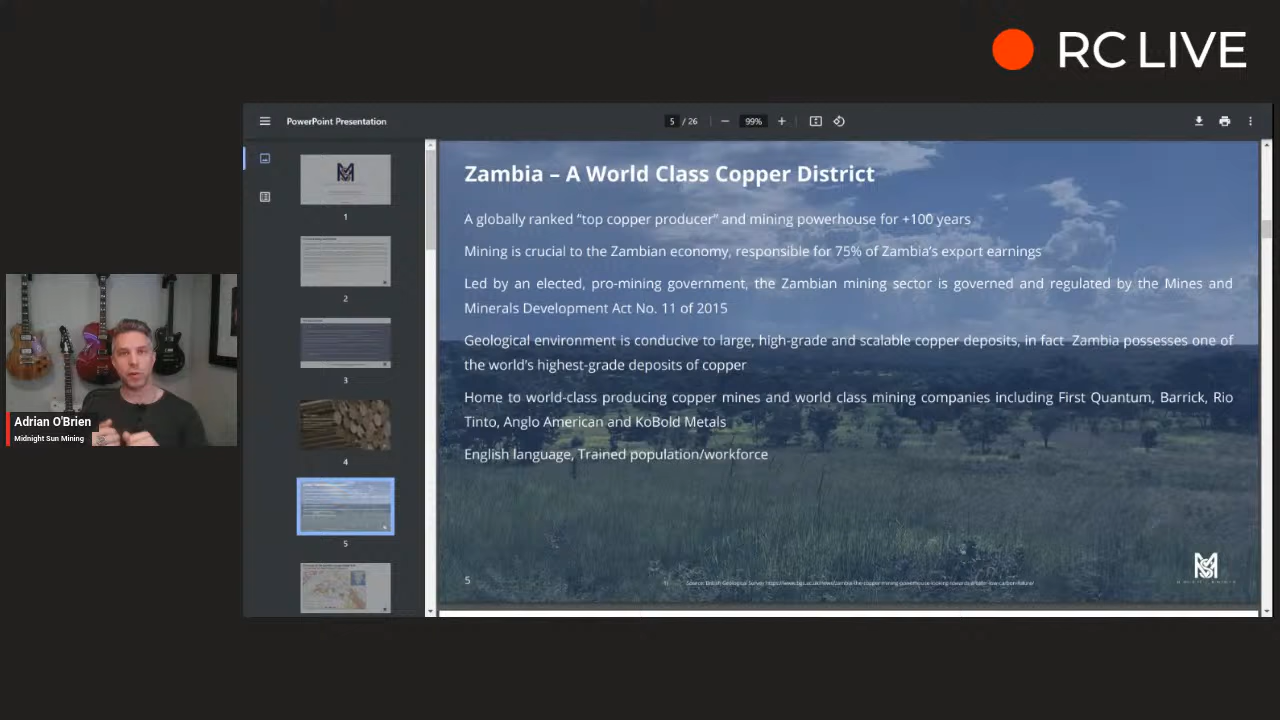 RC LIVE
PowerPoint Presentation
5 / 26
99%
1
2
3
4
5
Adrian O'Brien
Midnight Sun Mining
Zambia – A World Class Copper District
A globally ranked “top copper producer” and mining powerhouse for +100 years
Mining is crucial to the Zambian economy, responsible for 75% of Zambia's export earnings
Led by an elected, pro-mining government, the Zambian mining sector is governed and regulated by the Mines and
Minerals Development Act No. 11 of 2015
Geological environment is conducive to large, high-grade and scalable copper deposits, in fact Zambia possesses one of
the world's highest-grade deposits of copper
Home to world-class producing copper mines and world class mining companies including First Quantum, Barrick, Rio
Tinto, Anglo American and KoBold Metals
English language, Trained population/workforce
5
Source: British Geological Survey